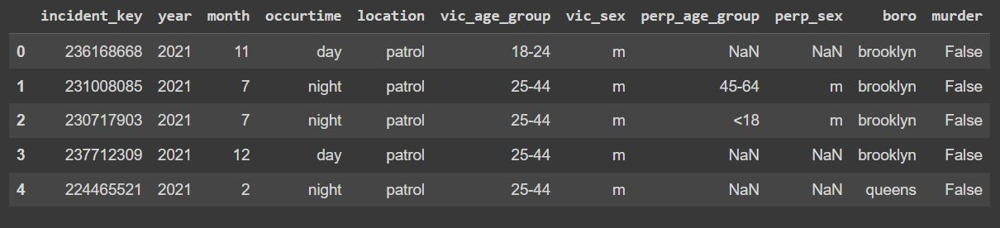 incident_key year month occurtime location vic_age_group vic_sex perp_age_group perp_sex boro murder
0 236168668 2021 11 day patrol 18-24 m NaN NaN brooklyn False
1 231008085 2021 7 night patrol 25-44 m 45-64 m brooklyn False
2 230717903 2021 7 night patrol 25-44 m <18 m brooklyn False
3 237712309 2021 12 day patrol 25-44 m NaN NaN brooklyn False
4 224465521 2021 2 night patrol 25-44 m NaN NaN queens False